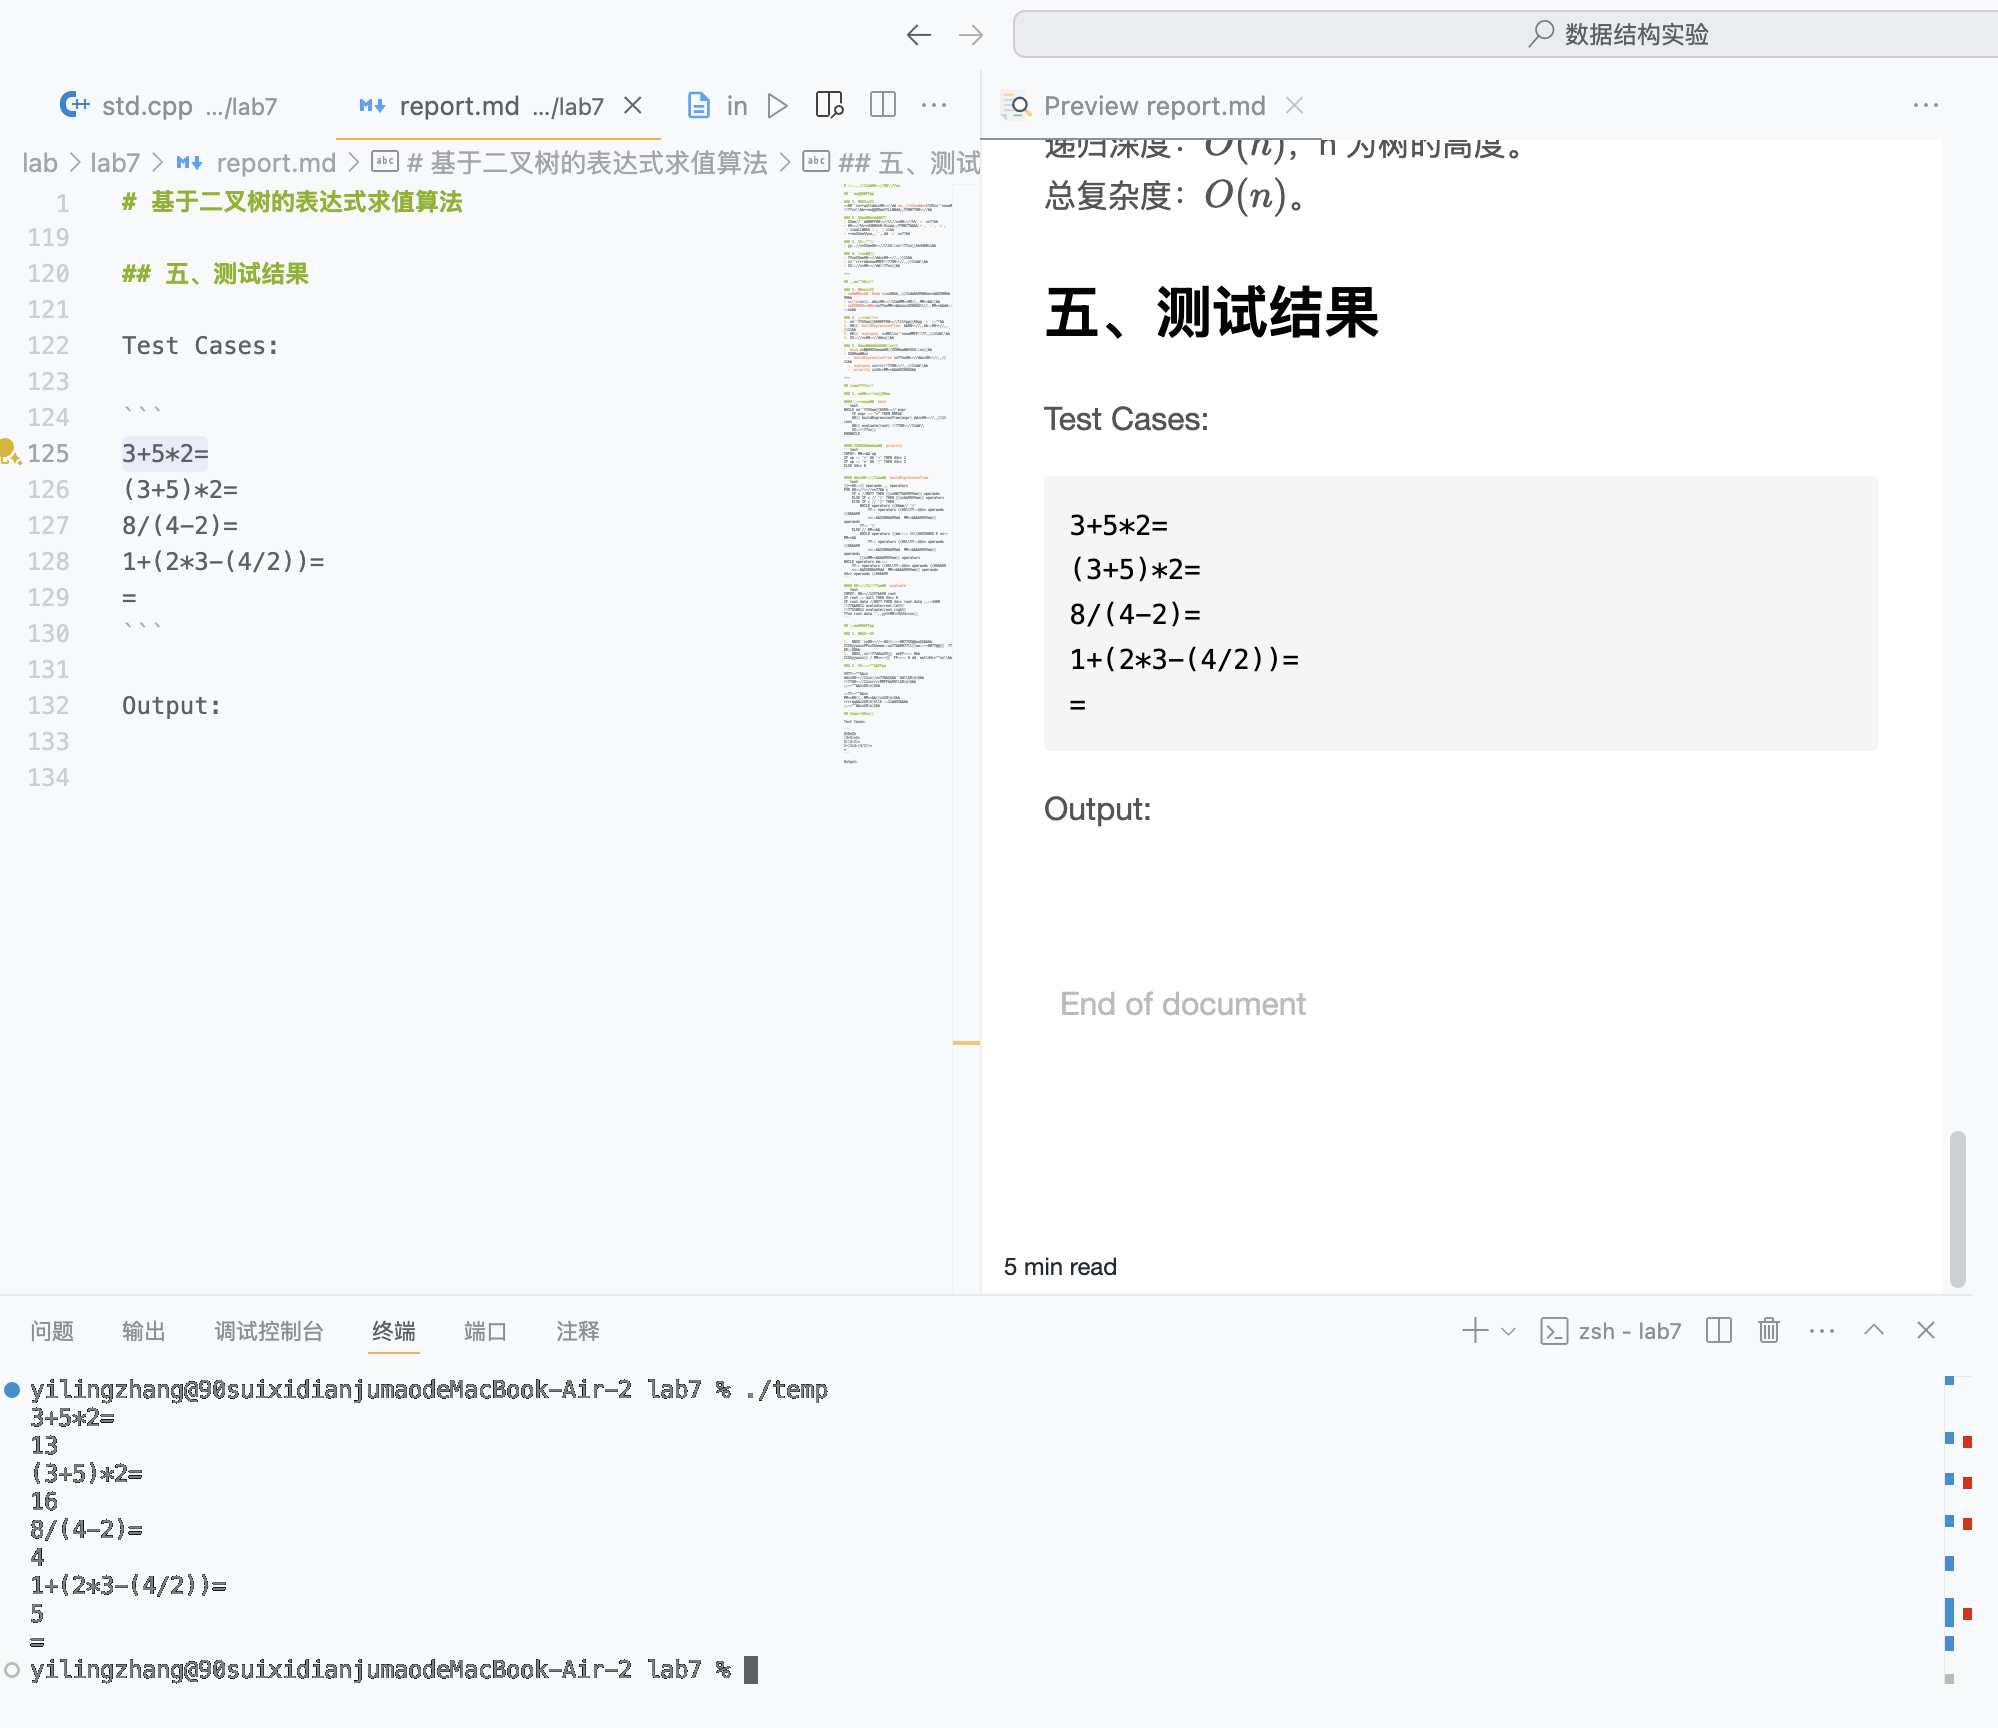 数据结构实验
std.cpp .../lab7
report.md .../lab7
in
Preview report.md
lab > lab7 > report.md > # 基于二叉树的表达式求值算法 > ## 五、测试
1 # 基于二叉树的表达式求值算法
119
120 ## 五、测试结果
121
122 Test Cases:
123
124 ```
125 3+5*2=
126 (3+5)*2=
127 8/(4-2)=
128 1+(2*3-(4/2))=
129 =
130 ```
131
132 Output:
133
134
递归深度：O(n)，n 为树的高度。
总复杂度：O(n)。
五、测试结果
Test Cases:
3+5*2=
(3+5)*2=
8/(4-2)=
1+(2*3-(4/2))=
=
Output:
End of document
5 min read
问题 输出 调试控制台 终端 端口 注释
zsh - lab7
yilingzhang@90suixidianjumaodeMacBook-Air-2 lab7 % ./temp
3+5*2=
13
(3+5)*2=
16
8/(4-2)=
4
1+(2*3-(4/2))=
5
=
yilingzhang@90suixidianjumaodeMacBook-Air-2 lab7 %